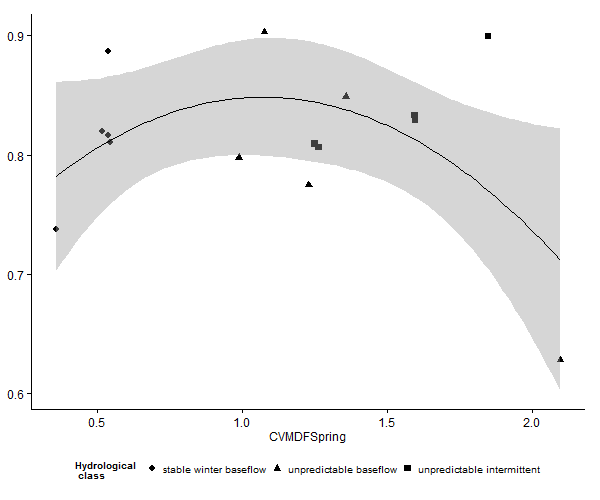 0.9
0.8
0.7
0.6
0.5 1.0 1.5 2.0
CVMDFSpring
Hydrological
class
stable winter baseflow unpredictable baseflow unpredictable intermittent